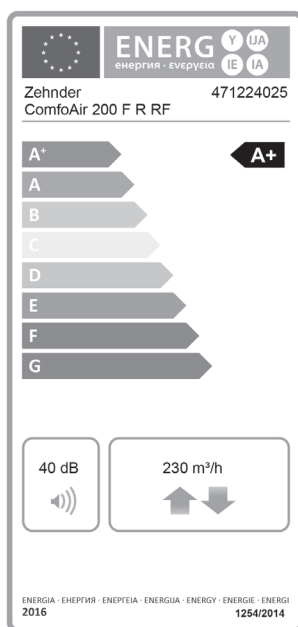 ENERG Y IJA
енергия · ενεργεια IE IA
Zehnder 471224025
ComfoAir 200 F R RF
A+ A+
A
B
C
D
E
F
G
40 dB 230 m³/h
ENERGIA · ЕНЕРГИЯ · ΕΝΕΡΓΕΙΑ · ENERGIJA · ENERGY · ENERGIE · ENERGI
2016 1254/2014